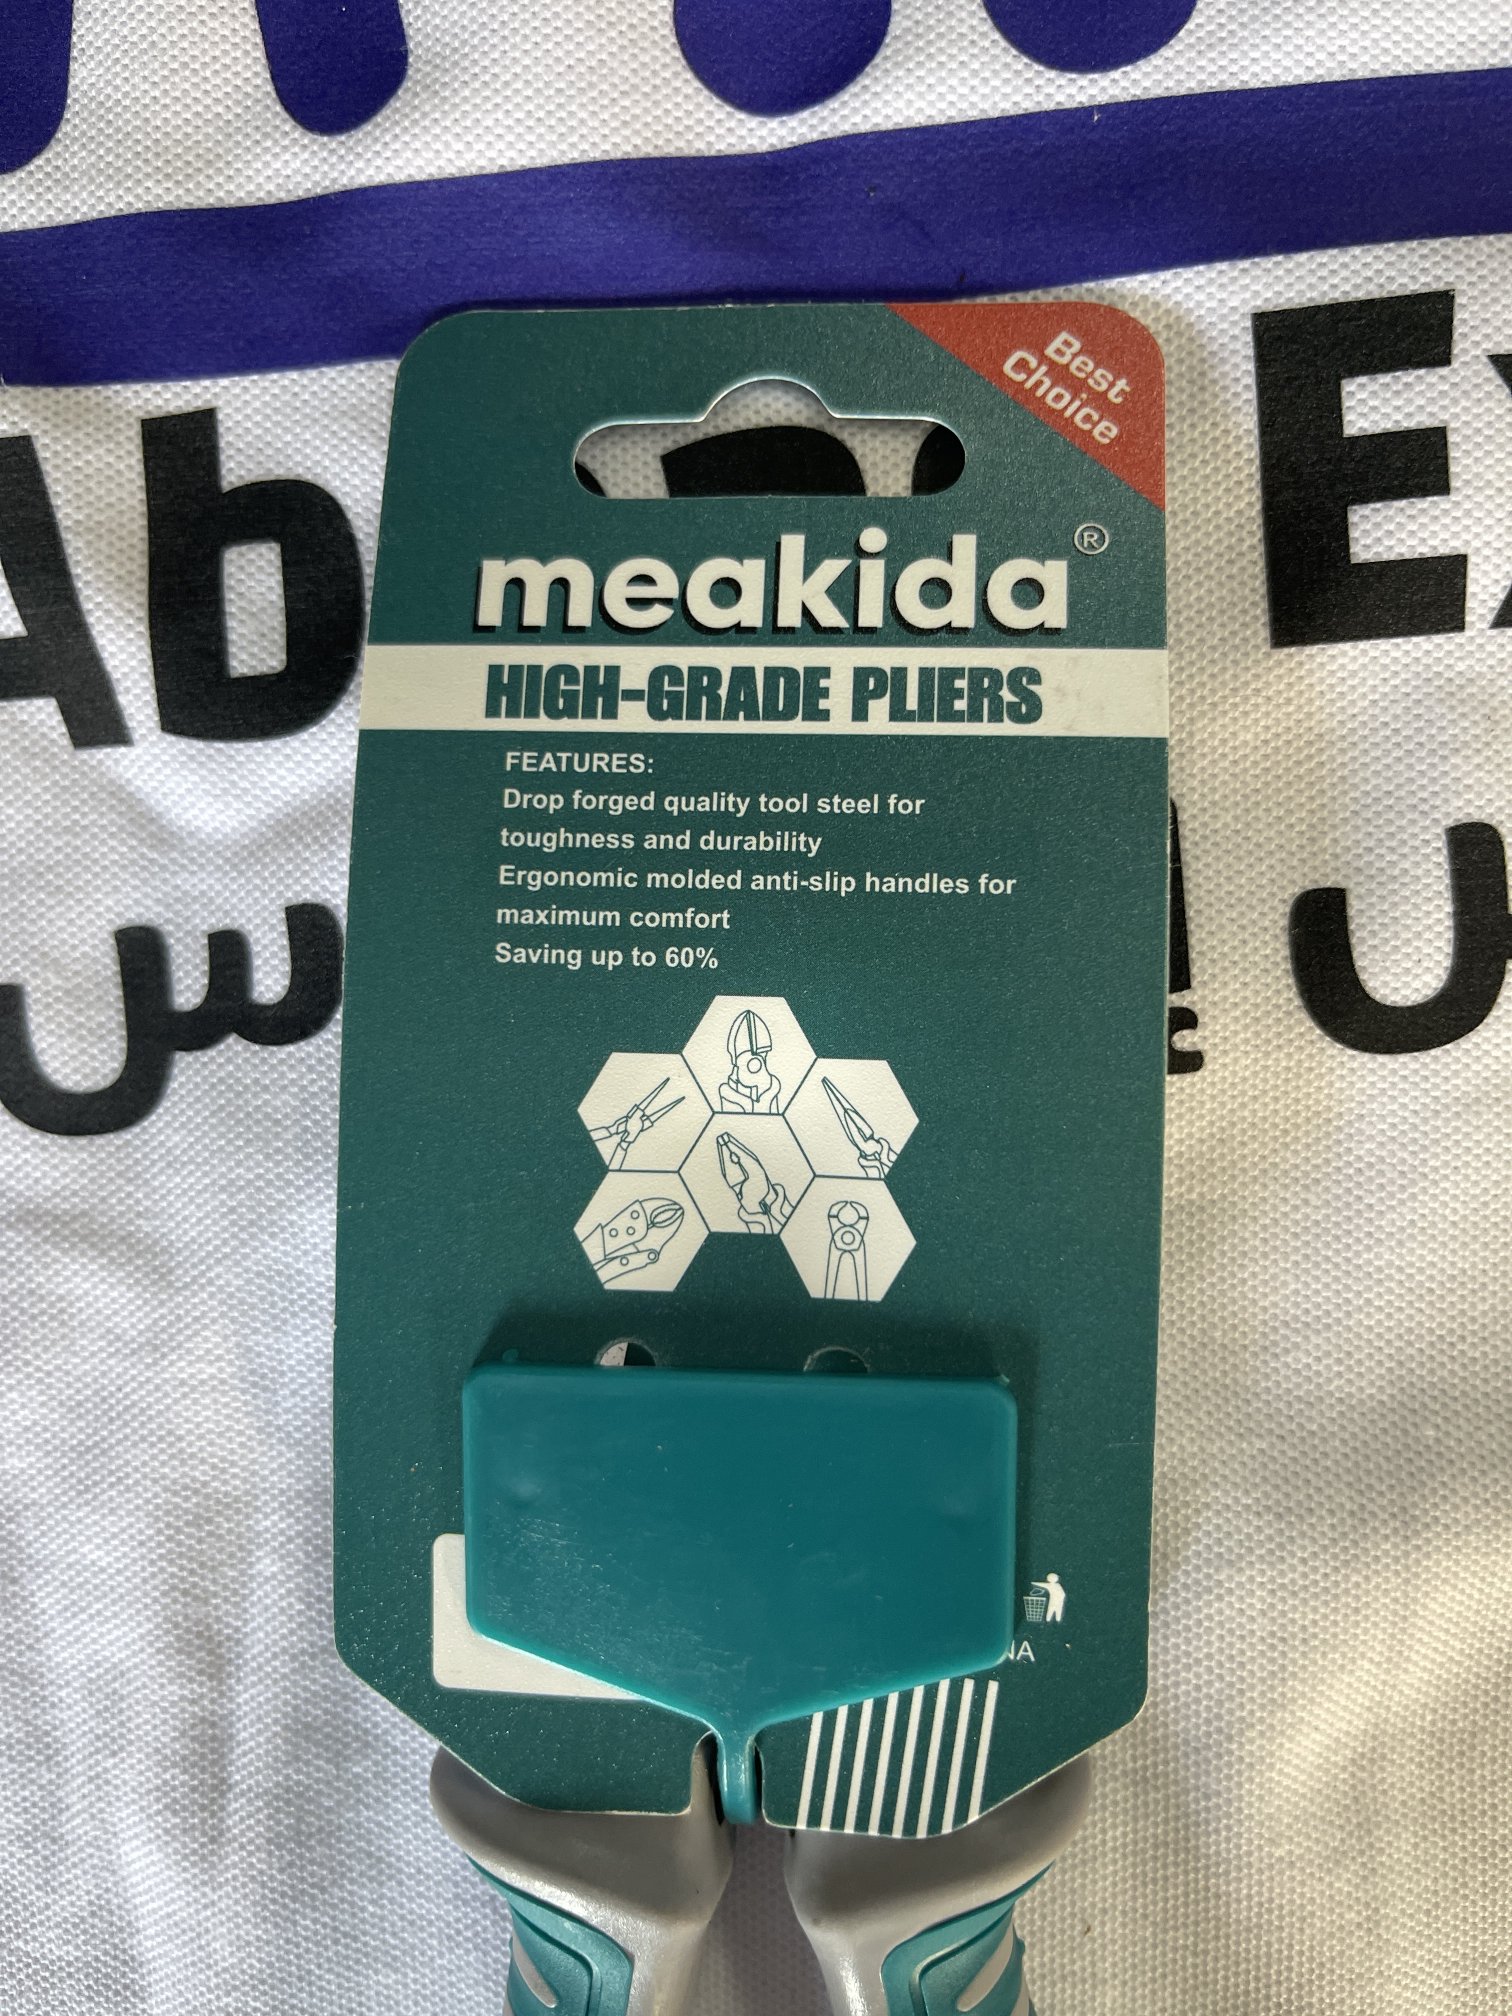 Best
Choice
meakida®
HIGH-GRADE PLIERS
FEATURES:
Drop forged quality tool steel for
toughness and durability
Ergonomic molded anti-slip handles for
maximum comfort
Saving up to 60%
Ab